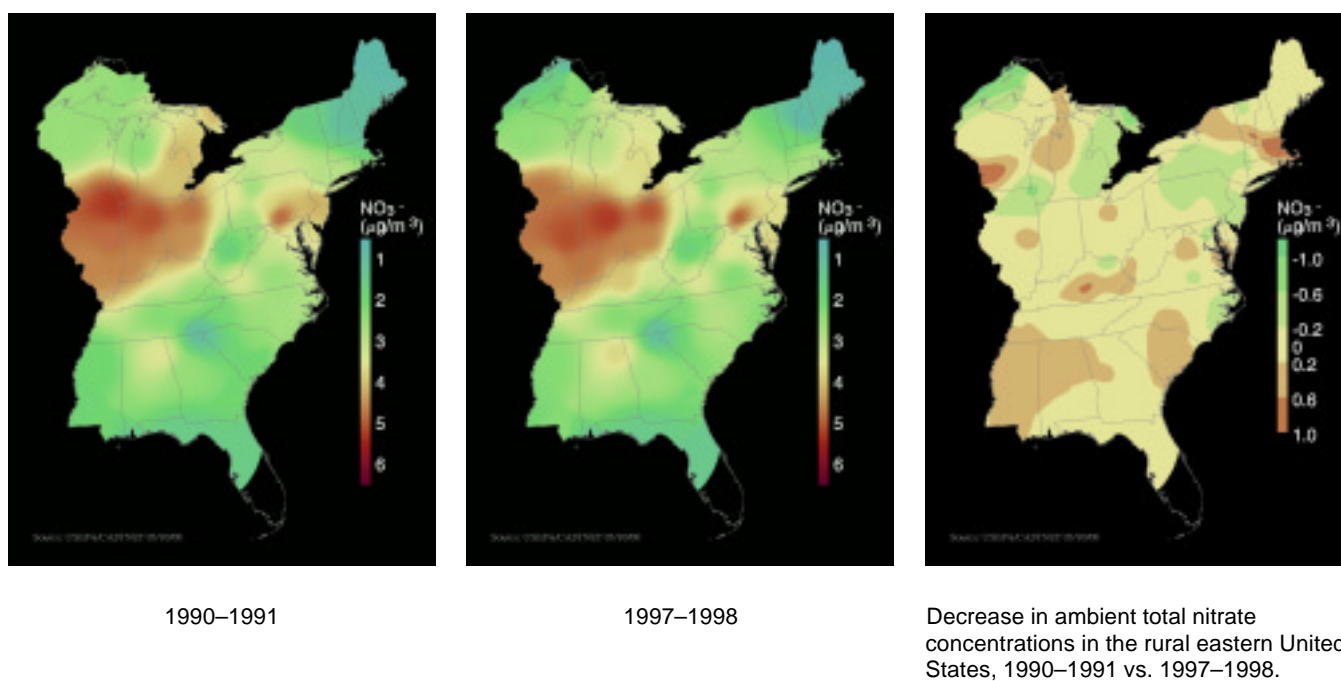 NO₃⁻
(μg/m³)
1
2
3
4
5
6
NO₃⁻
(μg/m³)
1
2
3
4
5
6
NO₃⁻
(μg/m³)
-1.0
-0.6
-0.2
0
0.2
0.6
1.0
1990–1991
1997–1998
Decrease in ambient total nitrate
concentrations in the rural eastern United
States, 1990–1991 vs. 1997–1998.